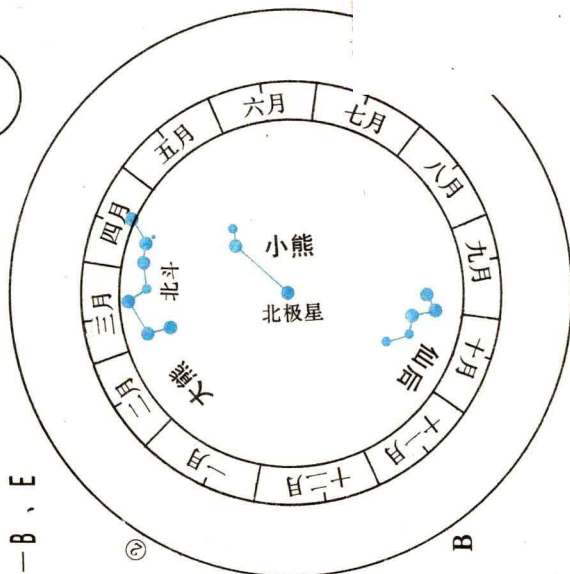 六月
七月
五月
八月
四月
九月
三月
十月
二月
十一月
一月
十二月
小熊
北斗
北极星
大熊
仙后
—B、E
②
B